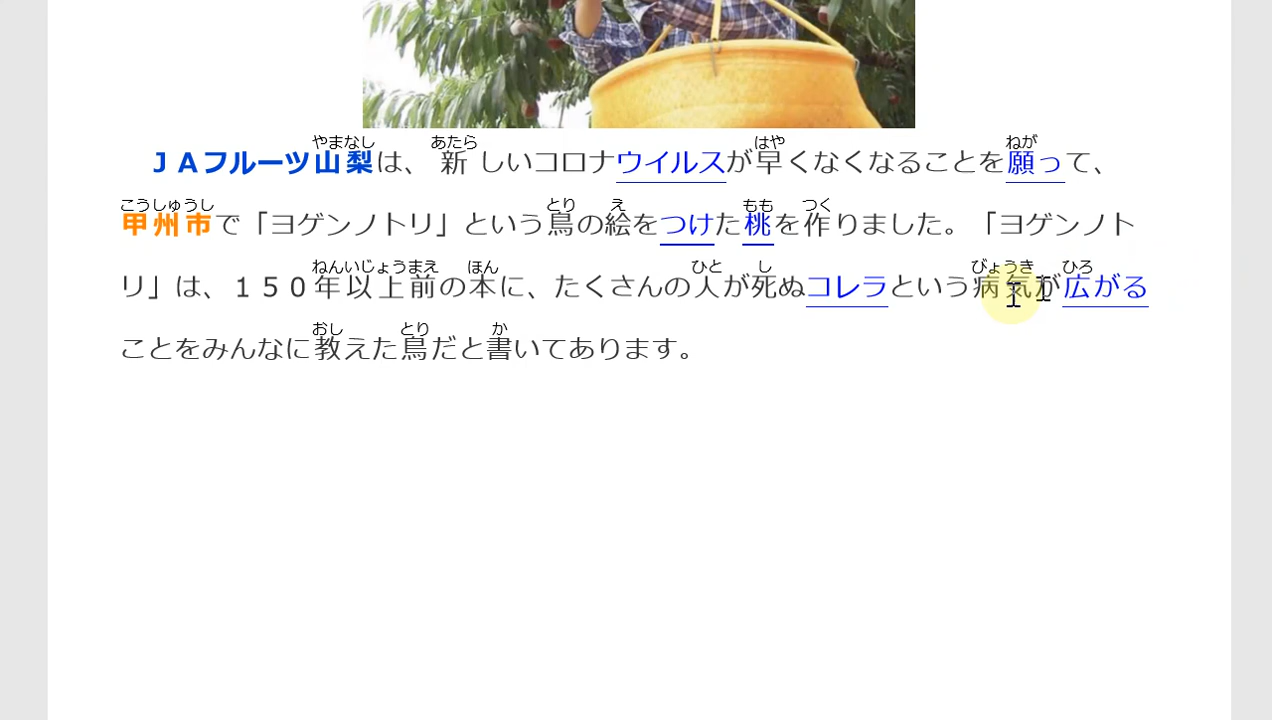 ＪＡフルーツ山梨は、新しいコロナウイルスが早くなくなることを願って、
甲州市で「ヨゲンノトリ」という鳥の絵をつけた桃を作りました。「ヨゲンノト
リ」は、１５０年以上前の本に、たくさんの人が死ぬコレラという病気が広がる
ことをみんなに教えた鳥だと書いてあります。